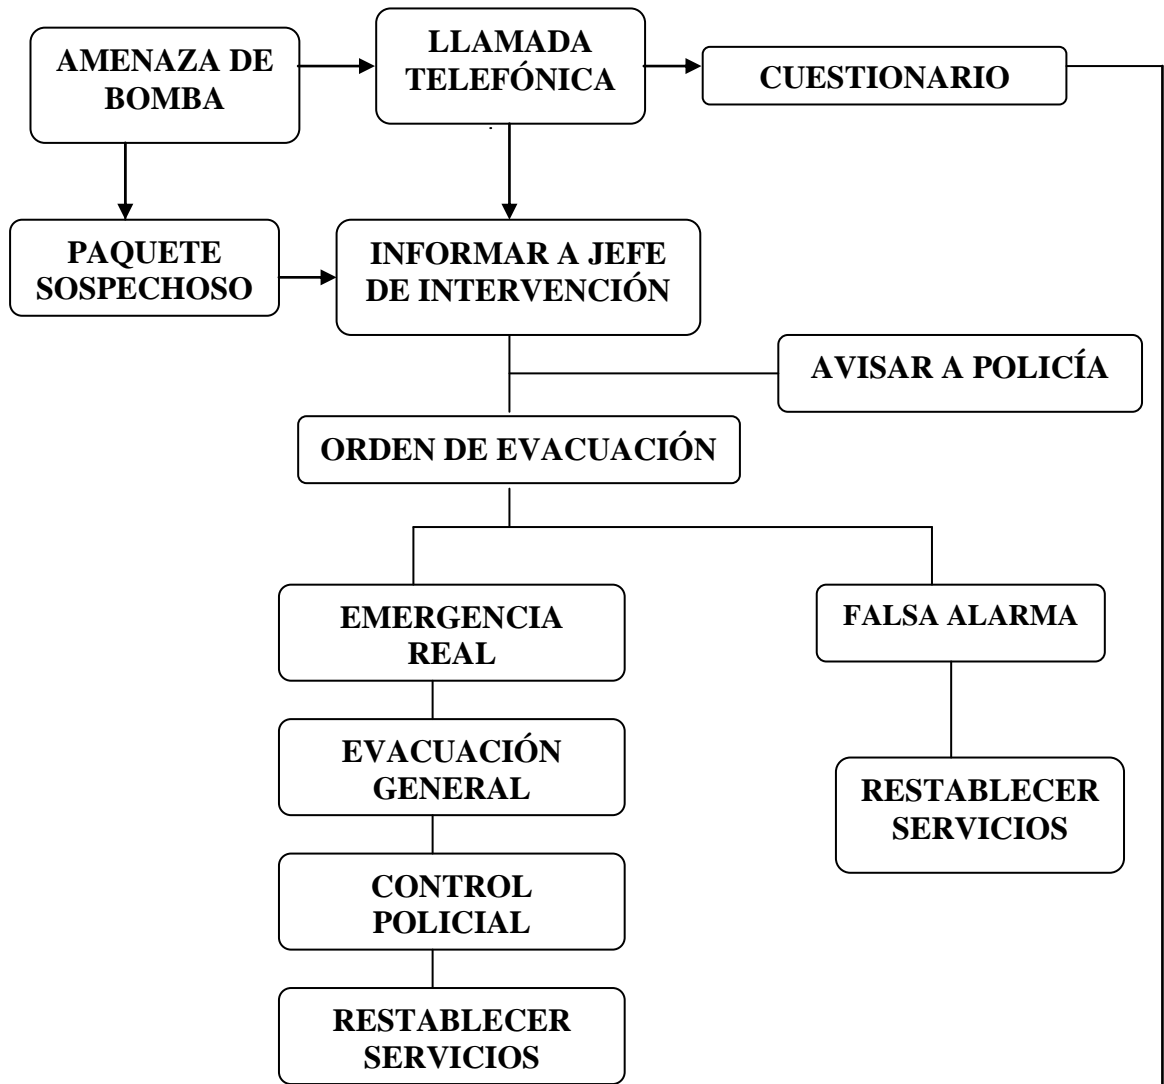 AMENAZA DE
BOMBA
LLAMADA
TELEFÓNICA
CUESTIONARIO
PAQUETE
SOSPECHOSO
INFORMAR A JEFE
DE INTERVENCIÓN
AVISAR A POLICÍA
ORDEN DE EVACUACIÓN
EMERGENCIA
REAL
FALSA ALARMA
EVACUACIÓN
GENERAL
RESTABLECER
SERVICIOS
CONTROL
POLICIAL
RESTABLECER
SERVICIOS